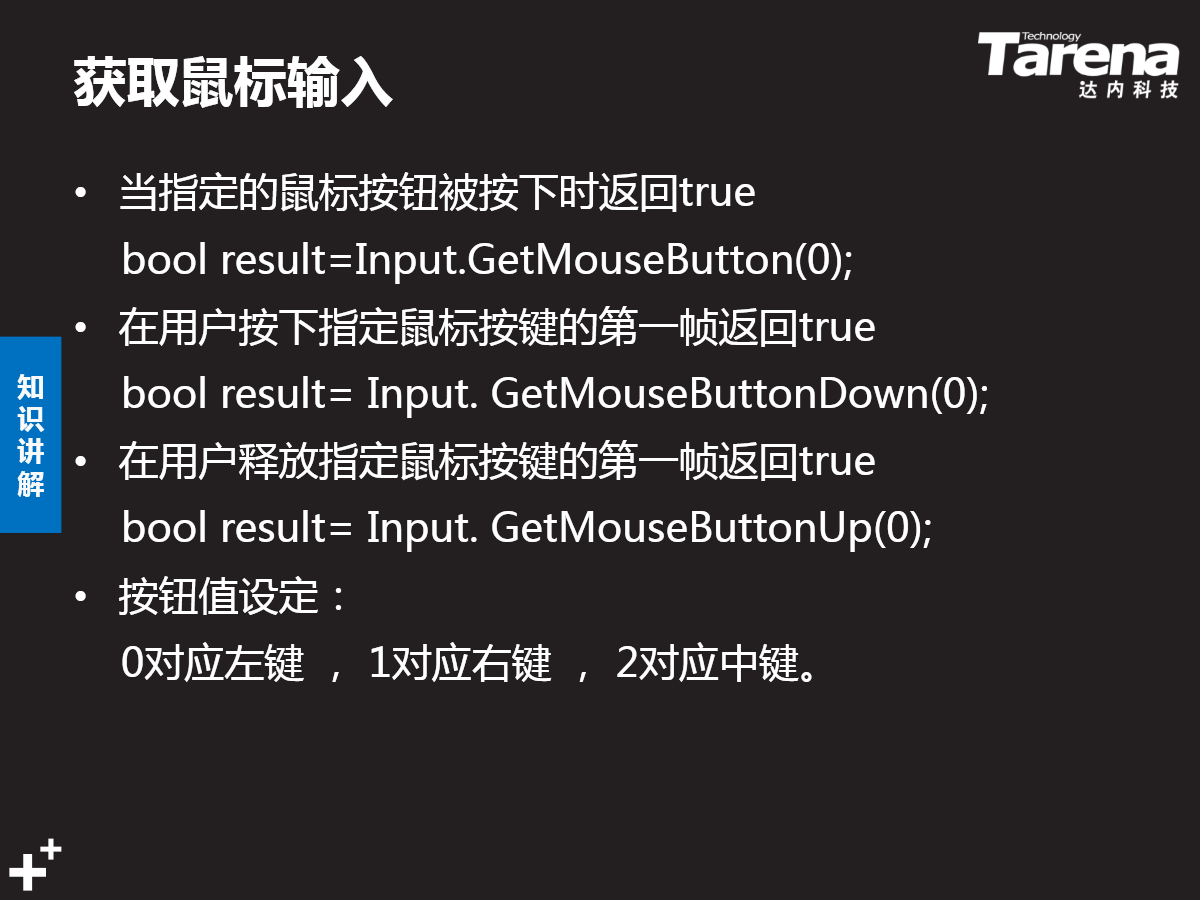 获取鼠标输入
Technology
Tarena
达内科技
• 当指定的鼠标按钮被按下时返回true
bool result=Input.GetMouseButton(0);
• 在用户按下指定鼠标按键的第一帧返回true
bool result= Input. GetMouseButtonDown(0);
• 在用户释放指定鼠标按键的第一帧返回true
bool result= Input. GetMouseButtonUp(0);
• 按钮值设定：
0对应左键 ， 1对应右键 ， 2对应中键。
知识讲解